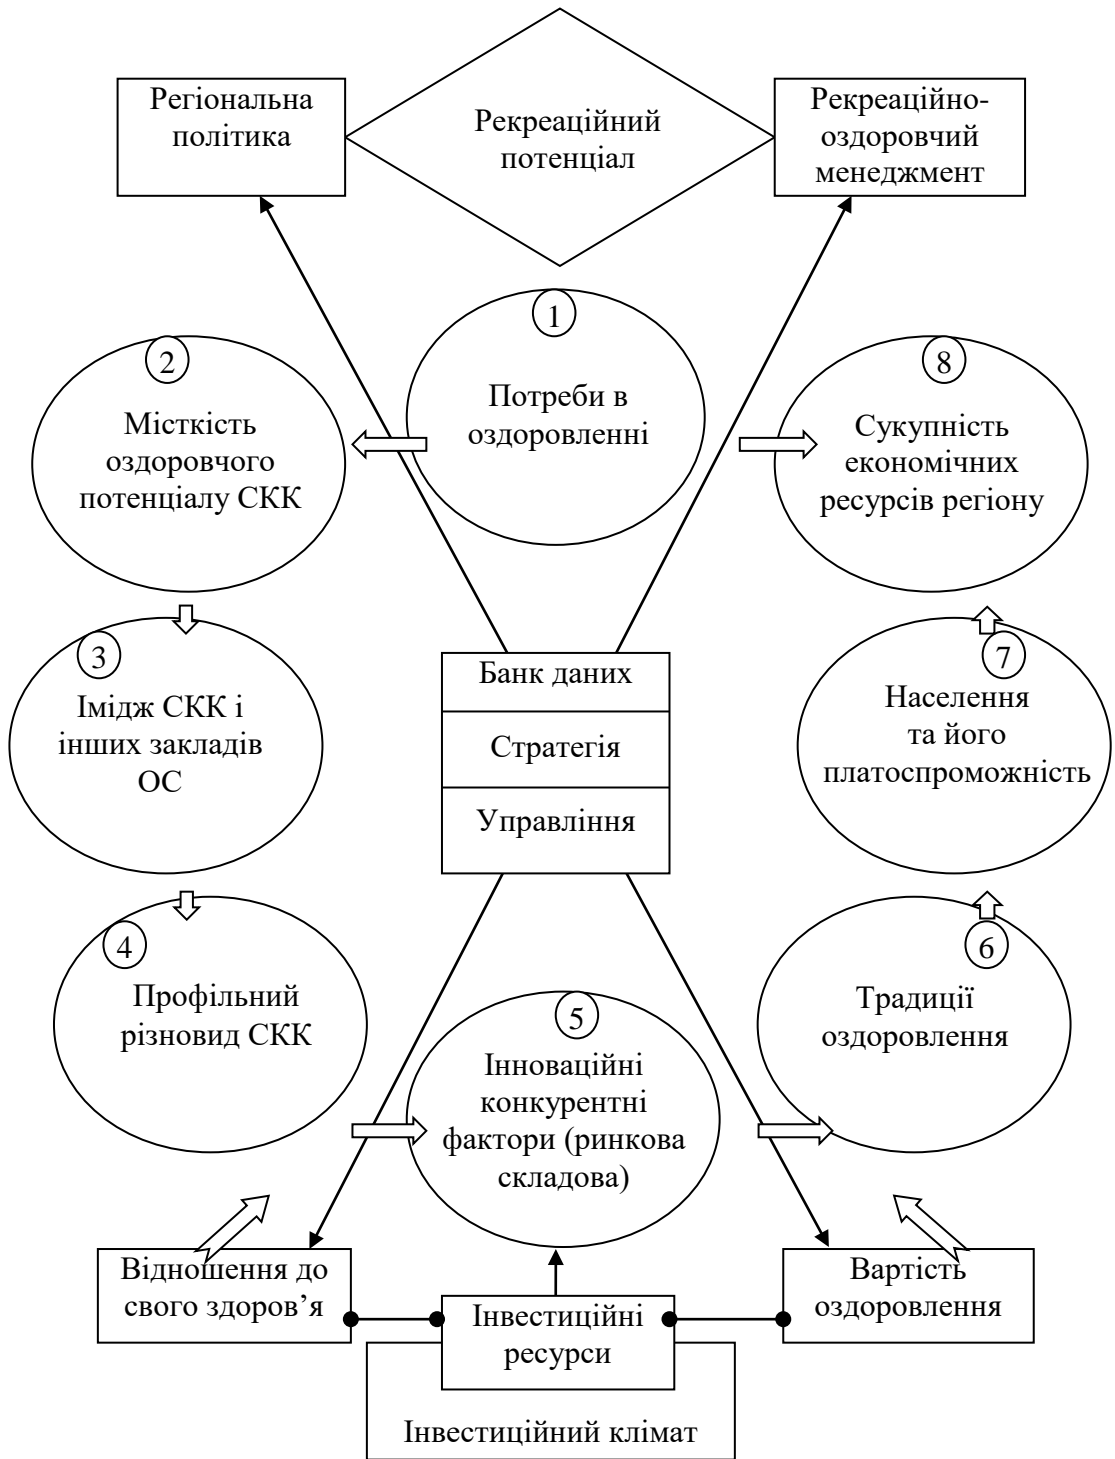 Регіональна
політика
Рекреаційний
потенціал
Рекреаційно-
оздоровчий
менеджмент
1
Потреби в
оздоровленні
2
Місткість
оздоровчого
потенціалу СКК
8
Сукупність
економічних
ресурсів регіону
3
Імідж СКК і
інших закладів
ОС
Банк даних
Стратегія
Управління
7
Населення
та його
платоспроможність
4
Профільний
різновид СКК
5
Інноваційні
конкурентні
фактори (ринкова
складова)
6
Традиції
оздоровлення
Відношення до
свого здоров’я
Інвестиційні
ресурси
Вартість
оздоровлення
Інвестиційний клімат